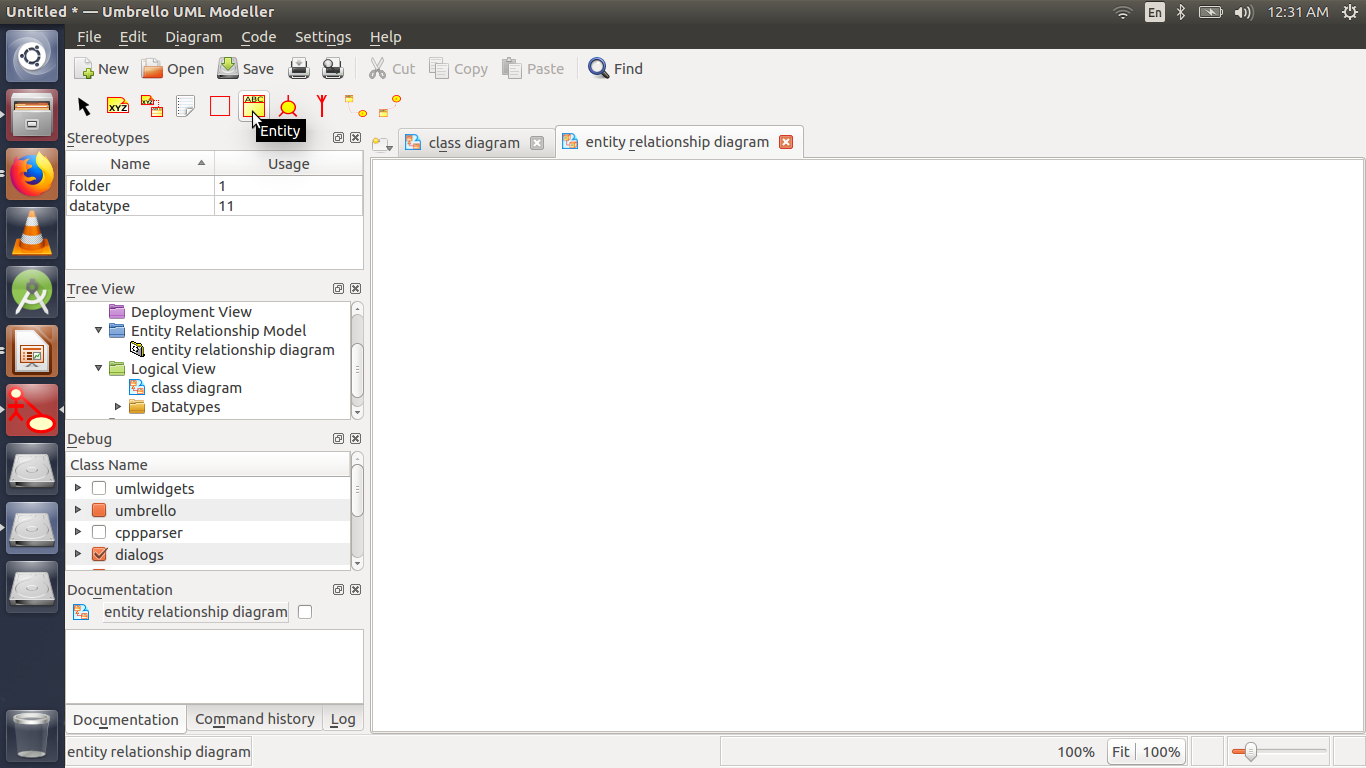 Untitled * — Umbrello UML Modeller
En
12:31 AM
File Edit Diagram Code Settings Help
New Open Save Cut Copy Paste Find
XYZ XYZ ABC
Entity
Stereotypes
class diagram entity relationship diagram
Name Usage
folder 1
datatype 11
Tree View
Deployment View
Entity Relationship Model
entity relationship diagram
Logical View
class diagram
Datatypes
Debug
Class Name
umlwidgets
umbrello
cppparser
dialogs
Documentation
entity relationship diagram
Documentation Command history Log
entity relationship diagram 100% Fit 100%